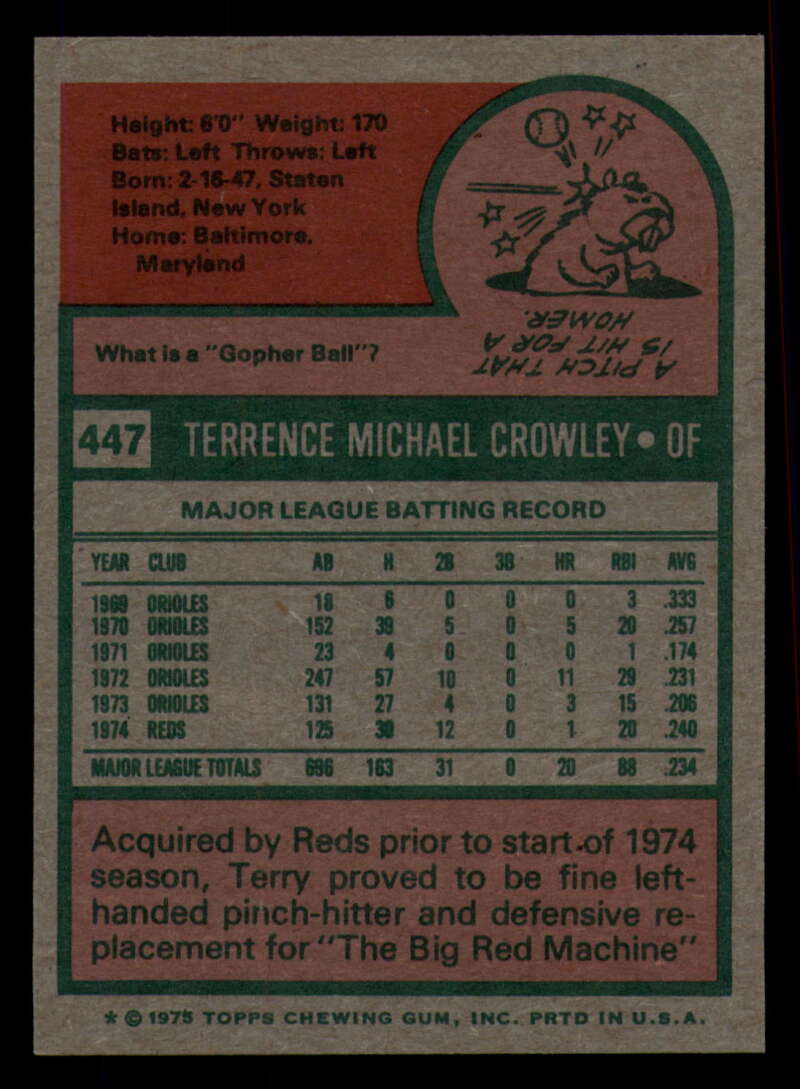 Height: 6'0" Weight: 170
Bats: Left Throws: Left
Born: 2-16-47, Staten
Island, New York
Home: Baltimore,
Maryland
What is a "Gopher Ball"?
A PITCH THAT
IS HIT FOR A
HOMER.
447 TERRENCE MICHAEL CROWLEY • OF
MAJOR LEAGUE BATTING RECORD
YEAR CLUB AB H 2B 3B HR RBI AVG
1969 ORIOLES 18 6 0 0 0 3 .333
1970 ORIOLES 152 39 5 0 5 20 .257
1971 ORIOLES 23 4 0 0 0 1 .174
1972 ORIOLES 247 57 10 0 11 29 .231
1973 ORIOLES 131 27 4 0 3 15 .206
1974 REDS 125 30 12 0 1 20 .240
MAJOR LEAGUE TOTALS 696 163 31 0 20 88 .234
Acquired by Reds prior to start of 1974
season, Terry proved to be fine left-
handed pinch-hitter and defensive re-
placement for "The Big Red Machine"
* © 1975 TOPPS CHEWING GUM, INC. PRTD IN U.S.A.